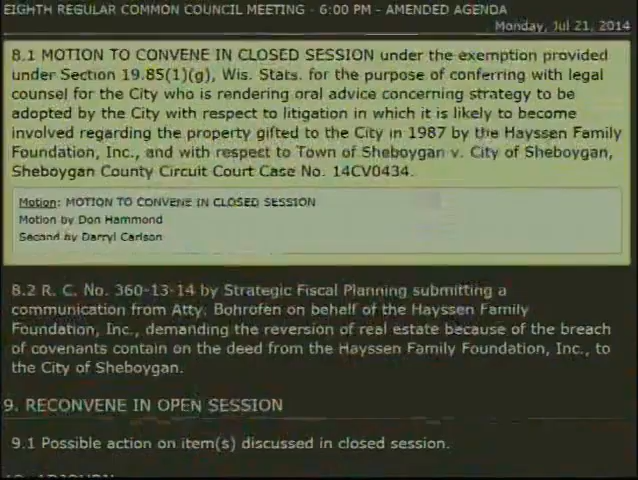 EIGHTH REGULAR COMMON COUNCIL MEETING - 6:00 PM - AMENDED AGENDA
Monday, Jul 21, 2014
8.1 MOTION TO CONVENE IN CLOSED SESSION under the exemption provided
under Section 19.85(1)(g), Wis. Stats. for the purpose of conferring with legal
counsel for the City who is rendering oral advice concerning strategy to be
adopted by the City with respect to litigation in which it is likely to become
involved regarding the property gifted to the City in 1987 by the Hayssen Family
Foundation, Inc., and with respect to Town of Sheboygan v. City of Sheboygan,
Sheboygan County Circuit Court Case No. 14CV0434.
Motion: MOTION TO CONVENE IN CLOSED SESSION
Motion by Don Hammond
Second by Darryl Carlson
8.2 R. C. No. 360-13-14 by Strategic Fiscal Planning submitting a
communication from Atty. Bohrofen on behalf of the Hayssen Family
Foundation, Inc., demanding the reversion of real estate because of the breach
of covenants contain on the deed from the Hayssen Family Foundation, Inc., to
the City of Sheboygan.
9. RECONVENE IN OPEN SESSION
9.1 Possible action on item(s) discussed in closed session.